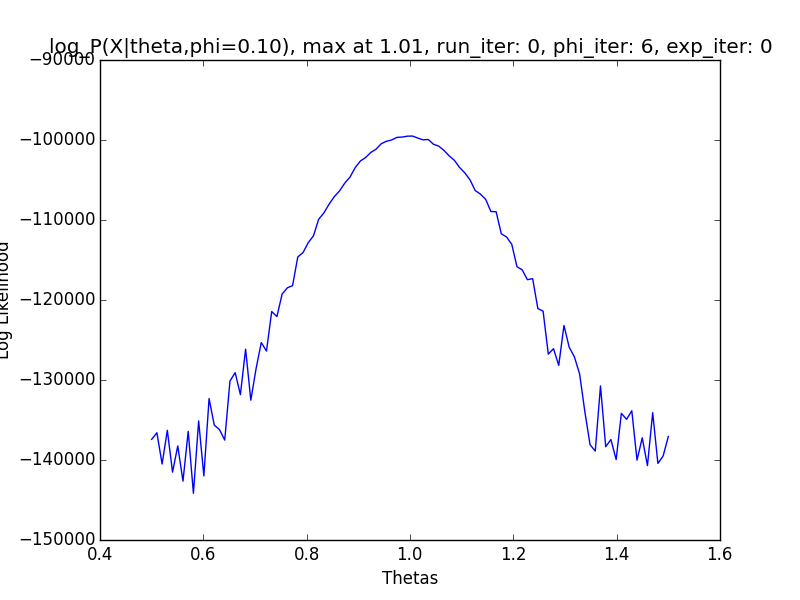 log_P(X|theta,phi=0.10), max at 1.01, run_iter: 0, phi_iter: 6, exp_iter: 0
−90000
−100000
−110000
−120000
−130000
−140000
−150000
Log Likelihood
0.4 0.6 0.8 1.0 1.2 1.4 1.6
Thetas